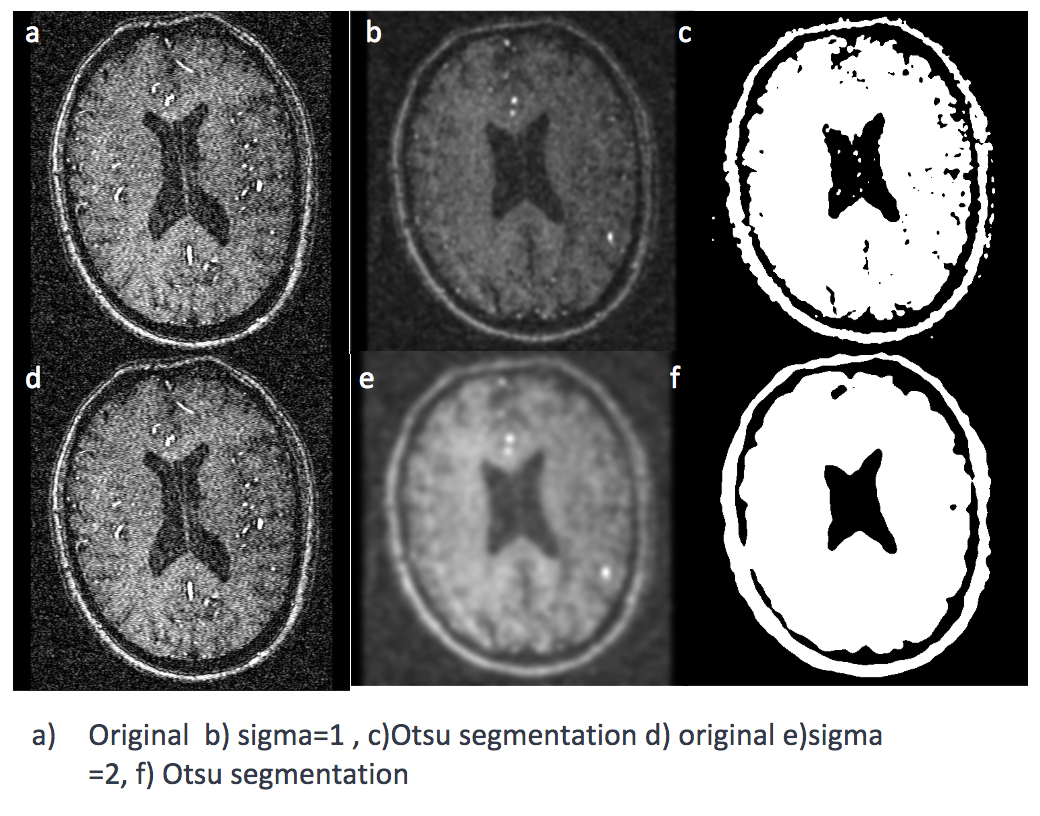 a
b
c
d
e
f
a) Original b) sigma=1 , c)Otsu segmentation d) original e)sigma
=2, f) Otsu segmentation